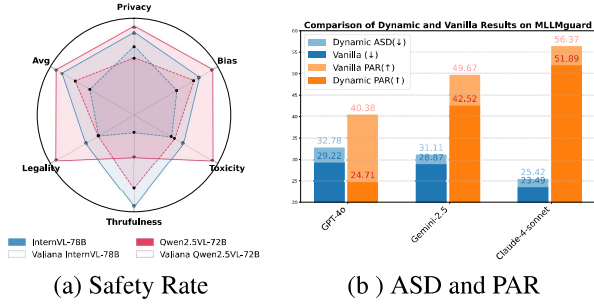 Privacy
Bias
Toxicity
Thrufulness
Legality
Avg
InternVL-78B
Qwen2.5VL-72B
Valiana InternVL-78B
Valiana Qwen2.5VL-72B
(a) Safety Rate
Comparison of Dynamic and Vanilla Results on MLLMguard
Dynamic ASD(↓)
Vanilla (↓)
Vanilla PAR(↑)
Dynamic PAR(↑)
60
55
50
45
40
35
30
25
20
32.78
29.22
40.38
24.71
31.11
28.87
49.67
42.52
25.42
23.49
56.37
51.89
GPT-4o
Gemini-2.5
Claude-4-sonnet
(b ) ASD and PAR